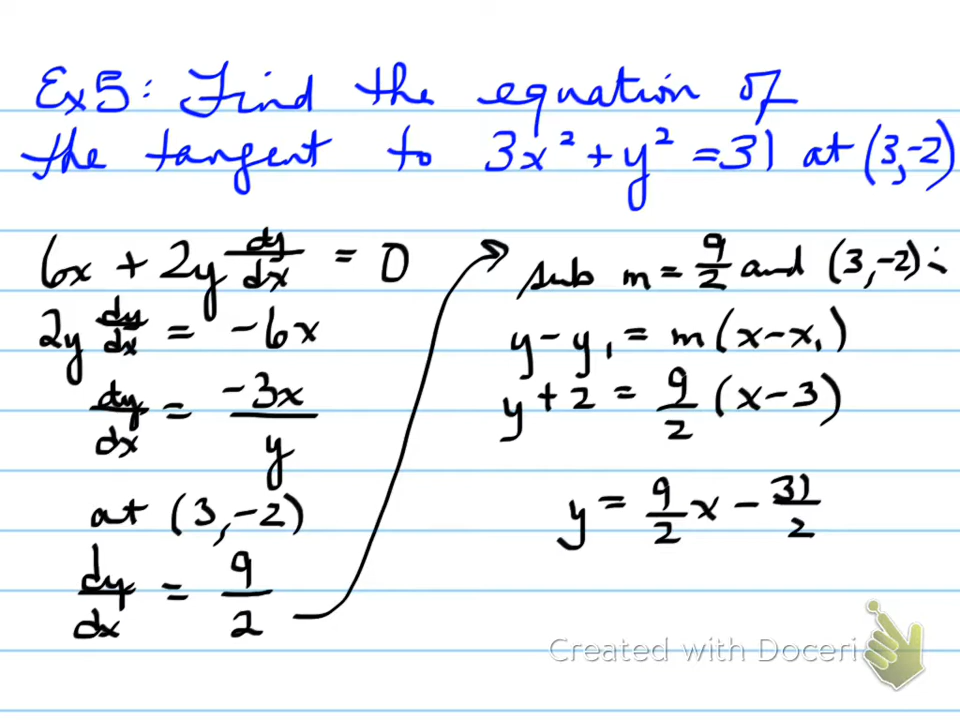 Ex5: Find the equation of
the tangent to 3x² + y² = 31 at (3,-2)
6x + 2y dy/dx = 0
2y dy/dx = -6x
dy/dx = -3x/y
at (3,-2)
dy/dx = 9/2
sub m = 9/2 and (3,-2) i
y - y₁ = m(x - x₁)
y + 2 = 9/2 (x - 3)
y = 9/2 x - 31/2
Created with Doceri